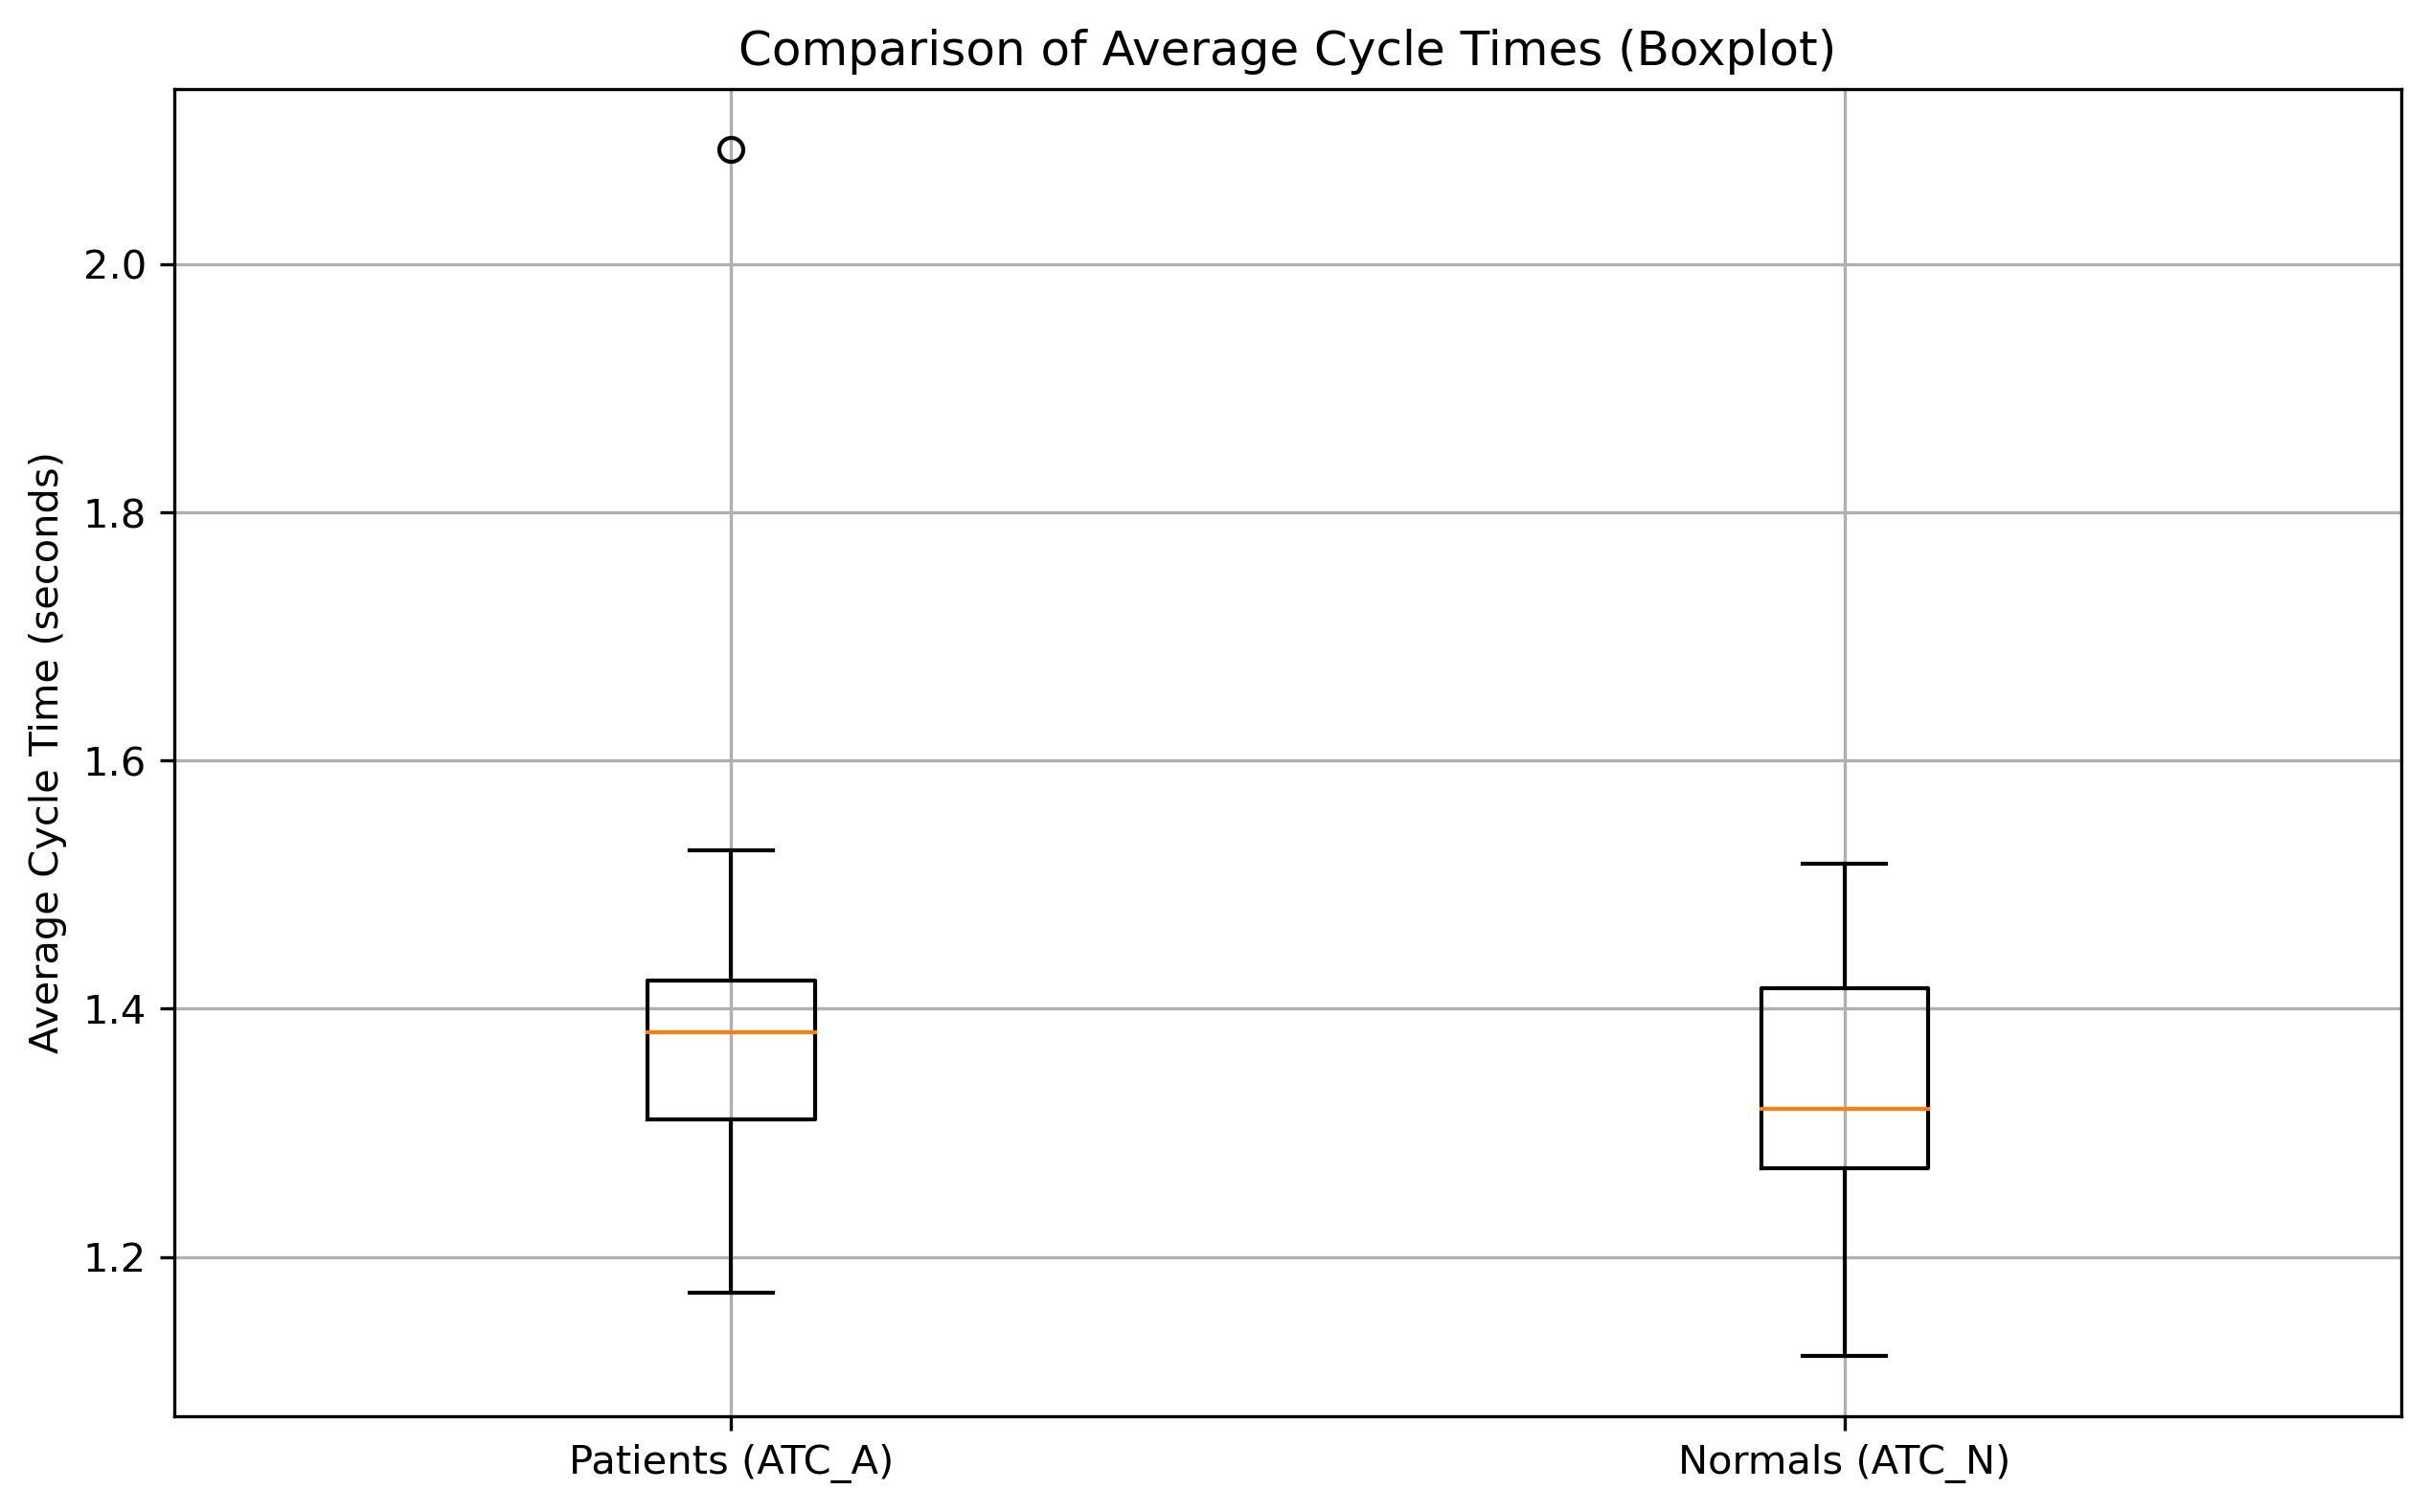 Comparison of Average Cycle Times (Boxplot)
Average Cycle Time (seconds)
2.0
1.8
1.6
1.4
1.2
Patients (ATC_A)
Normals (ATC_N)